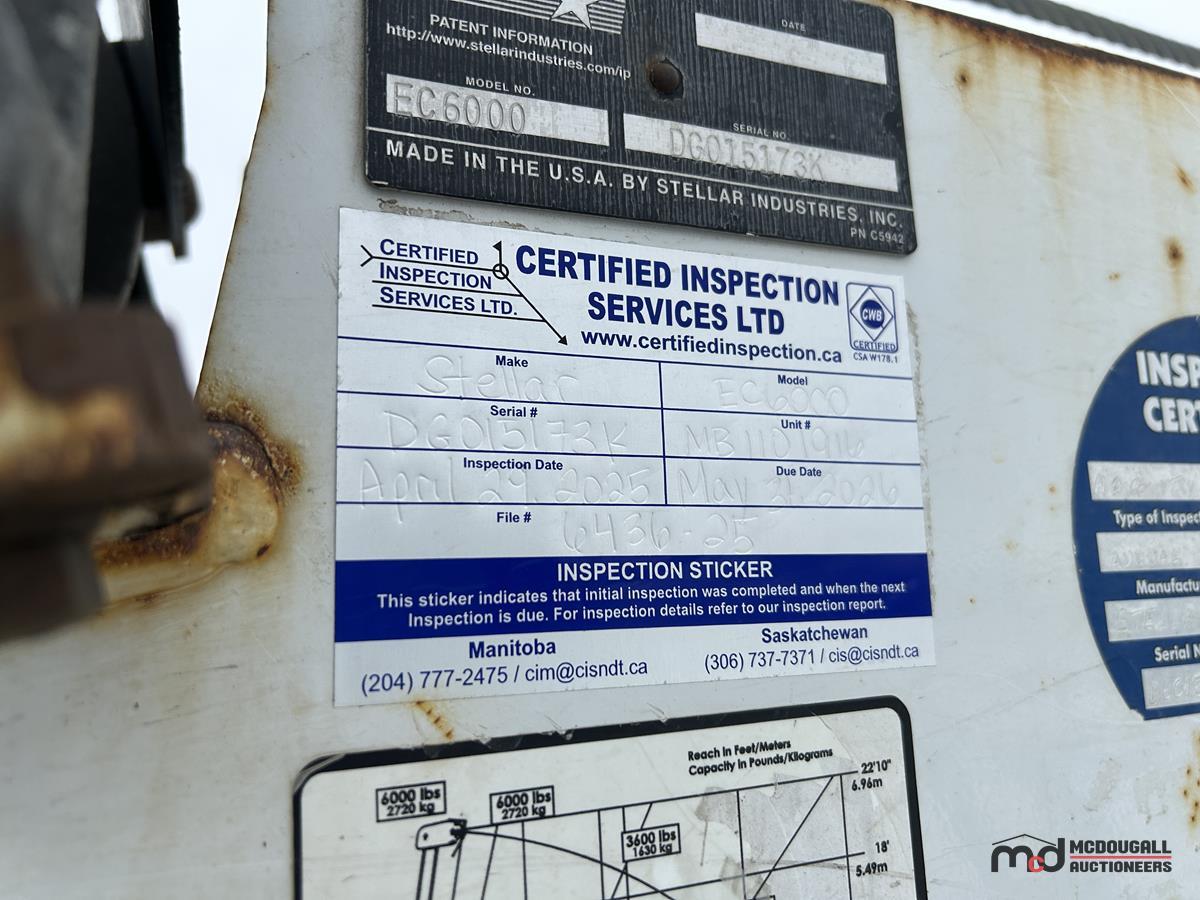 PATENT INFORMATION
http://www.stellarindustries.com/ip
DATE
MODEL NO.
EC6000
SERIAL NO.
DG015173K
MADE IN THE U.S.A. BY STELLAR INDUSTRIES, INC.
PN C5942
CERTIFIED
INSPECTION
SERVICES LTD.
CERTIFIED INSPECTION
SERVICES LTD
www.certifiedinspection.ca
CWB
CERTIFIED
CSA W178.1
Make
Stellar
Model
EC6000
Serial #
DG015173K
Unit #
MB1107916
Inspection Date
April 29, 2025
Due Date
May 31, 2026
File #
6436-25
INSPECTION STICKER
This sticker indicates that initial inspection was completed and when the next
Inspection is due. For inspection details refer to our inspection report.
Manitoba
(204) 777-2475 / cim@cisndt.ca
Saskatchewan
(306) 737-7371 / cis@cisndt.ca
INSP
CER
Type of Inspect
Manufactu
Serial N
Reach in Feet/Meters
Capacity in Pounds/Kilograms
6000 lbs
2720 kg
6000 lbs
2720 kg
3600 lbs
1630 kg
22'10"
6.96m
18'
5.49m
mcd MCDOUGALL
AUCTIONEERS